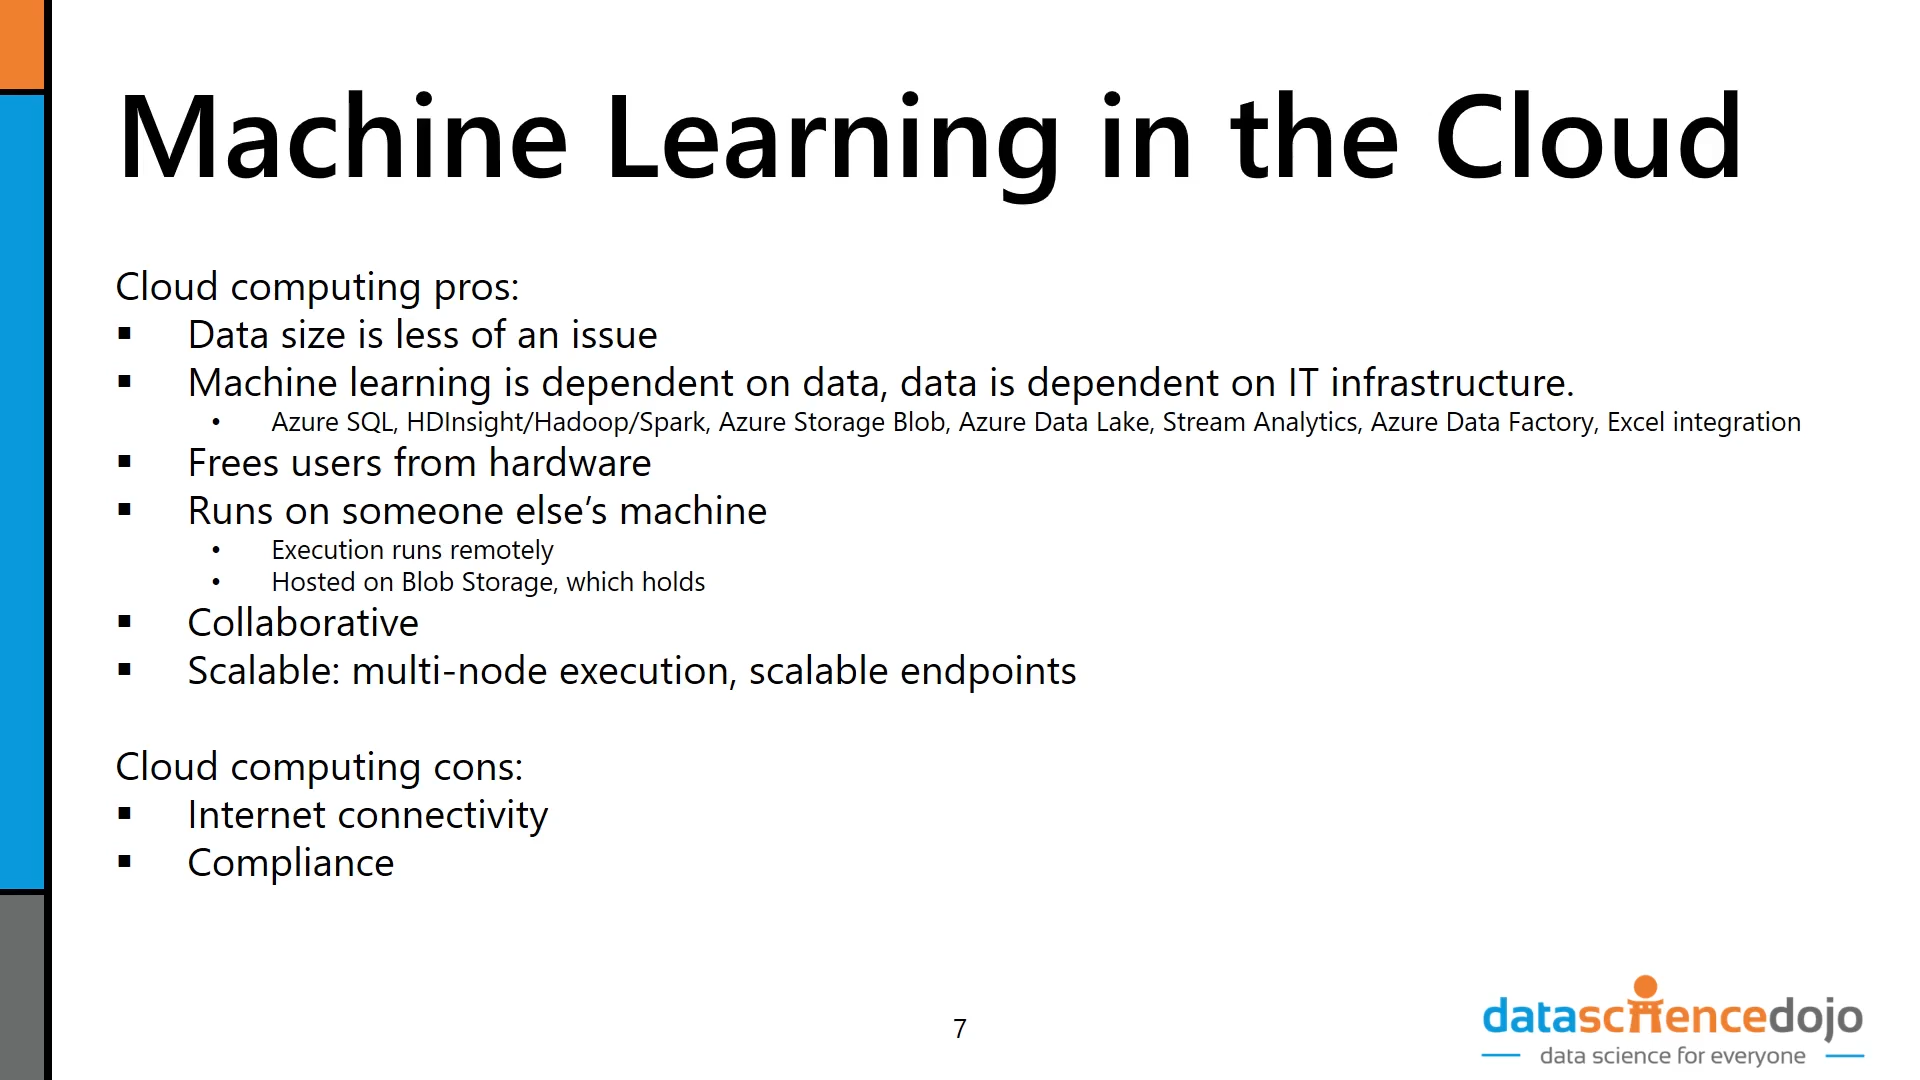 Machine Learning in the Cloud
Cloud computing pros:
▪ Data size is less of an issue
▪ Machine learning is dependent on data, data is dependent on IT infrastructure.
• Azure SQL, HDInsight/Hadoop/Spark, Azure Storage Blob, Azure Data Lake, Stream Analytics, Azure Data Factory, Excel integration
▪ Frees users from hardware
▪ Runs on someone else’s machine
• Execution runs remotely
• Hosted on Blob Storage, which holds
▪ Collaborative
▪ Scalable: multi-node execution, scalable endpoints
Cloud computing cons:
▪ Internet connectivity
▪ Compliance
7
datasciencedojo
data science for everyone